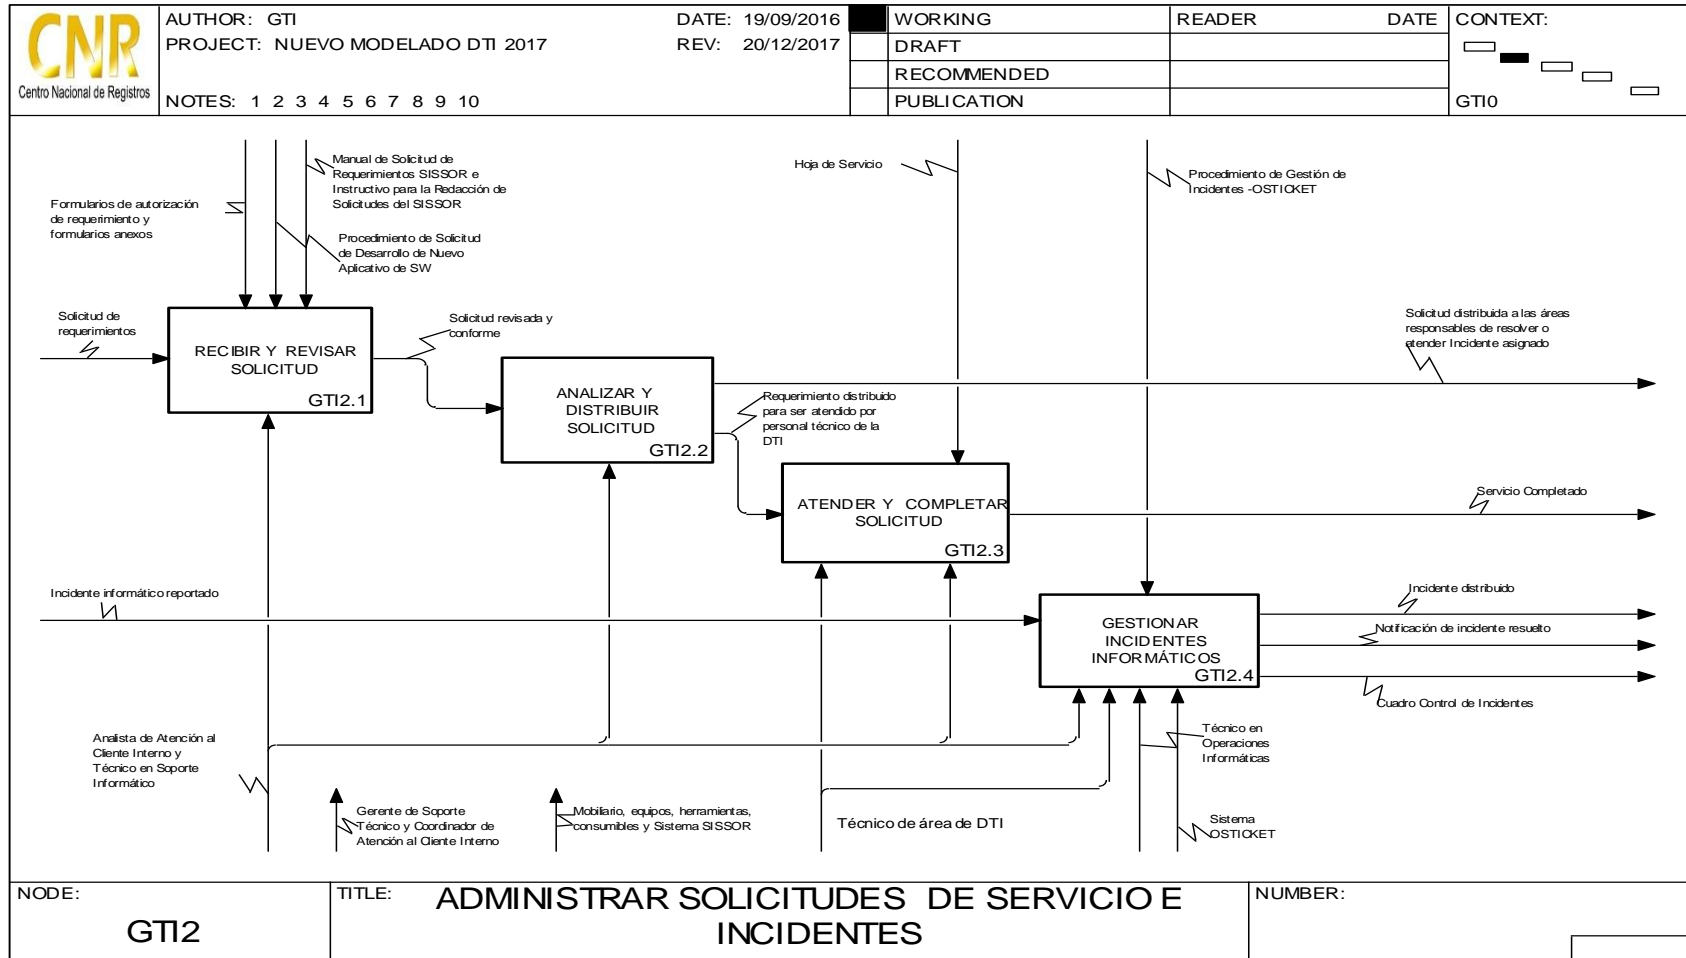 CNR
Centro Nacional de Registros
AUTHOR: GTI
DATE: 19/09/2016
PROJECT: NUEVO MODELADO DTI 2017
REV: 20/12/2017
NOTES: 1 2 3 4 5 6 7 8 9 10
WORKING
DRAFT
RECOMMENDED
PUBLICATION
READER DATE
CONTEXT:
GTI0
Manual de Solicitud de
Requerimientos SISSOR e
Instructivo para la Redacción de
Solicitudes del SISSOR
Hoja de Servicio
Procedimiento de Gestión de
Incidentes -OSTICKET
Formularios de autorización
de requerimiento y
formularios anexos
Procedimiento de Solicitud
de Desarrollo de Nuevo
Aplicativo de SW
Solicitud de
requerimientos
RECIBIR Y REVISAR
SOLICITUD
GTI2.1
Solicitud revisada y
conforme
Solicitud distribuida a las áreas
responsables de resolver o
atender Incidente asignado
ANALIZAR Y
DISTRIBUIR
SOLICITUD
GTI2.2
Requerimiento distribuido
para ser atendido por
personal técnico de la
DTI
ATENDER Y COMPLETAR
SOLICITUD
GTI2.3
Servicio Completado
Incidente informático reportado
GESTIONAR
INCIDENTES
INFORMÁTICOS
GTI2.4
Incidente distribuido
Notificación de incidente resuelto
Cuadro Control de Incidentes
Analista de Atención al
Cliente Interno y
Técnico en Soporte
Informático
Técnico en
Operaciones
Informáticas
Gerente de Soporte
Técnico y Coordinador de
Atención al Cliente Interno
Mobiliario, equipos, herramientas,
consumibles y Sistema SISSOR
Técnico de área de DTI
Sistema
OSTICKET
NODE:
GTI2
TITLE:
ADMINISTRAR SOLICITUDES DE SERVICIO E
INCIDENTES
NUMBER: